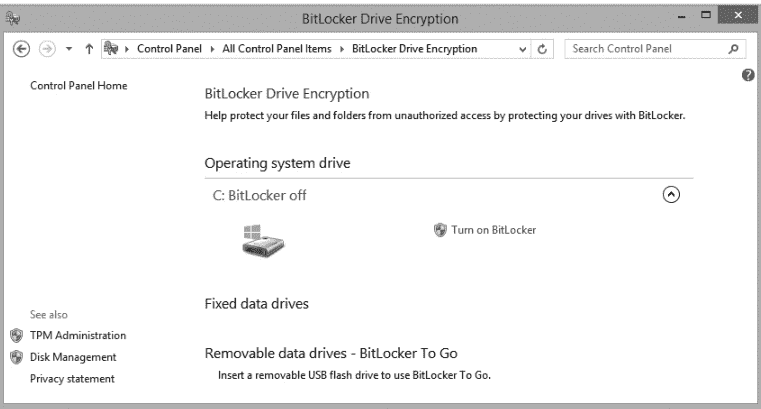 BitLocker Drive Encryption
Control Panel All Control Panel Items BitLocker Drive Encryption Search Control Panel
Control Panel Home
BitLocker Drive Encryption
Help protect your files and folders from unauthorized access by protecting your drives with BitLocker.
Operating system drive
C: BitLocker off
Turn on BitLocker
Fixed data drives
Removable data drives - BitLocker To Go
Insert a removable USB flash drive to use BitLocker To Go.
See also
TPM Administration
Disk Management
Privacy statement